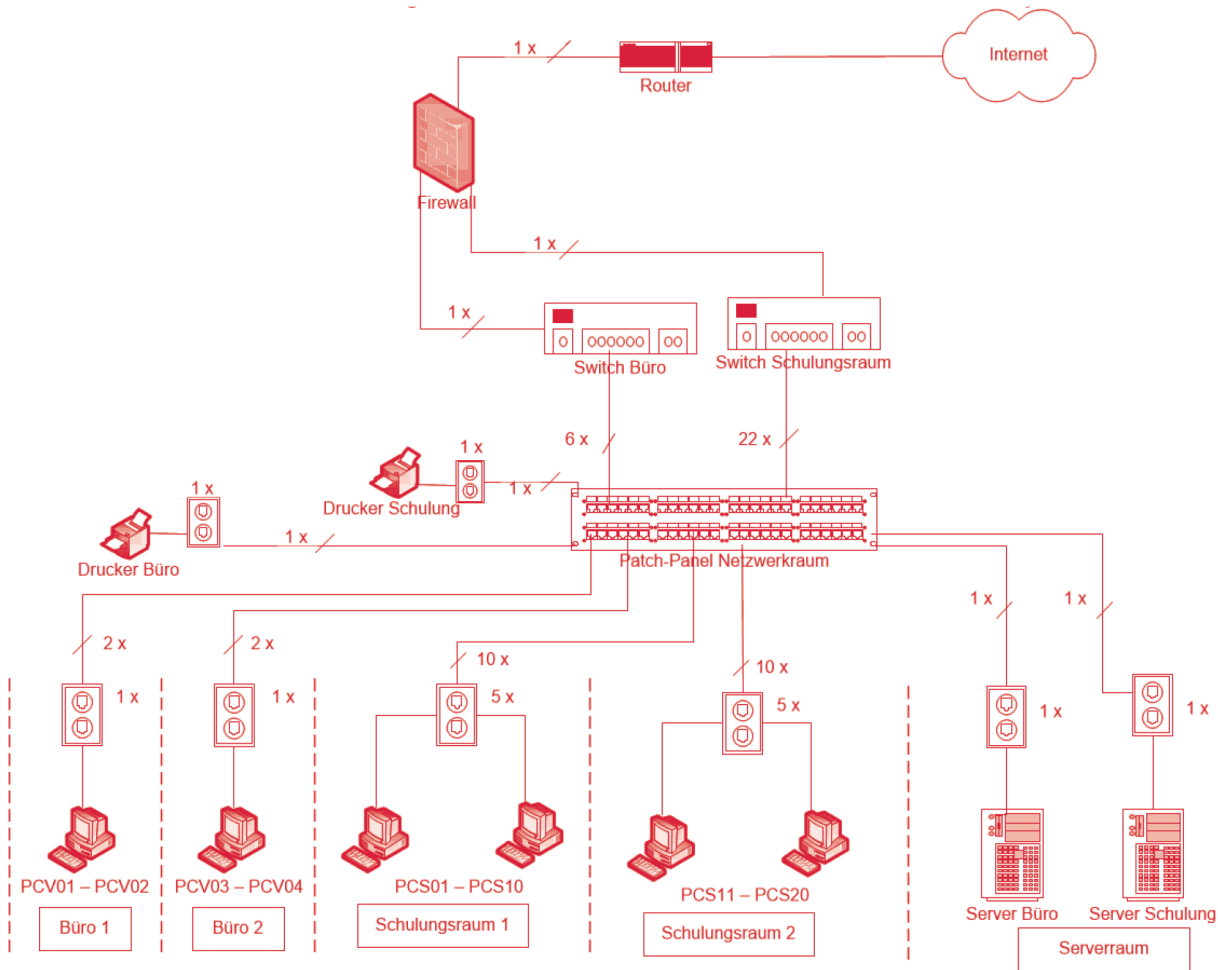 1 x
Router
Internet
Firewall
1 x
1 x
Switch Büro
Switch Schulungsraum
6 x
22 x
1 x
Drucker Schulung
1 x
1 x
Drucker Büro
1 x
Patch-Panel Netzwerkraum
2 x
2 x
10 x
10 x
1 x
1 x
1 x
1 x
5 x
5 x
1 x
1 x
PCV01 – PCV02
PCV03 – PCV04
PCS01 – PCS10
PCS11 – PCS20
Server Büro
Server Schulung
Büro 1
Büro 2
Schulungsraum 1
Schulungsraum 2
Serverraum